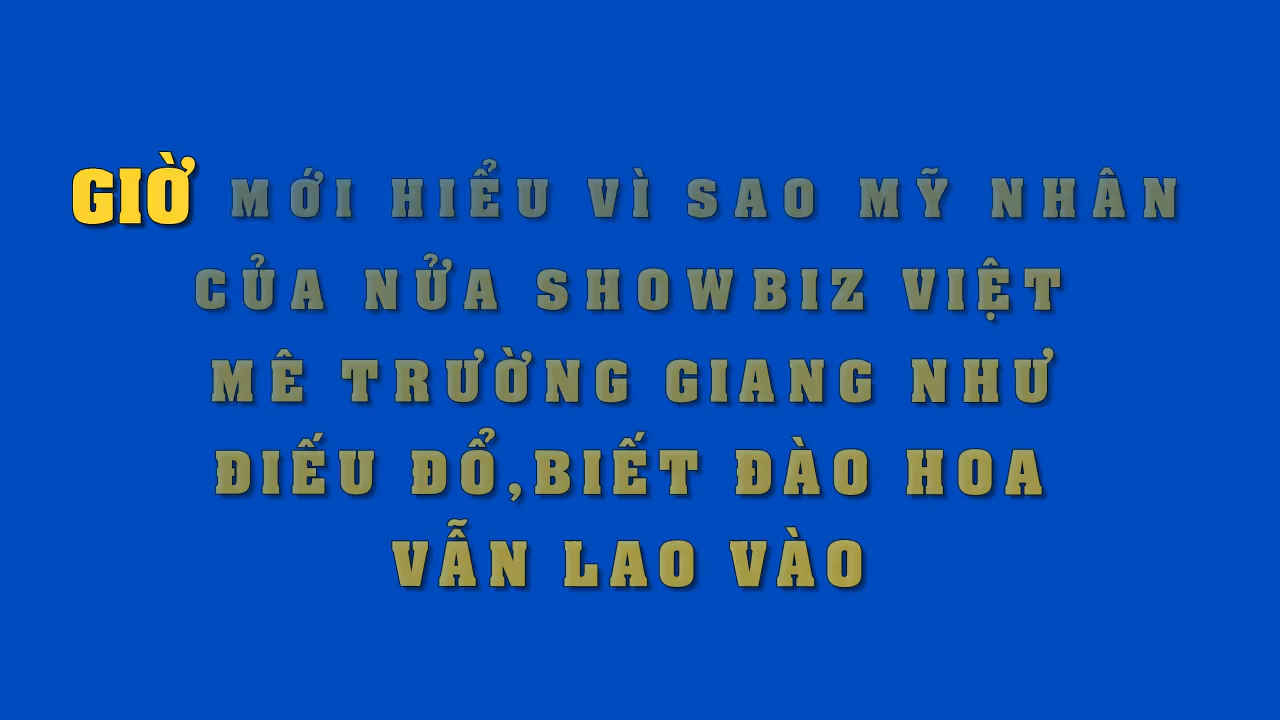 GIỜ MỚI HIỂU VÌ SAO MỸ NHÂN
CỦA NỬA SHOWBIZ VIỆT
MÊ TRƯỜNG GIANG NHƯ
ĐIẾU ĐỔ,BIẾT ĐÀO HOA
VẪN LAO VÀO